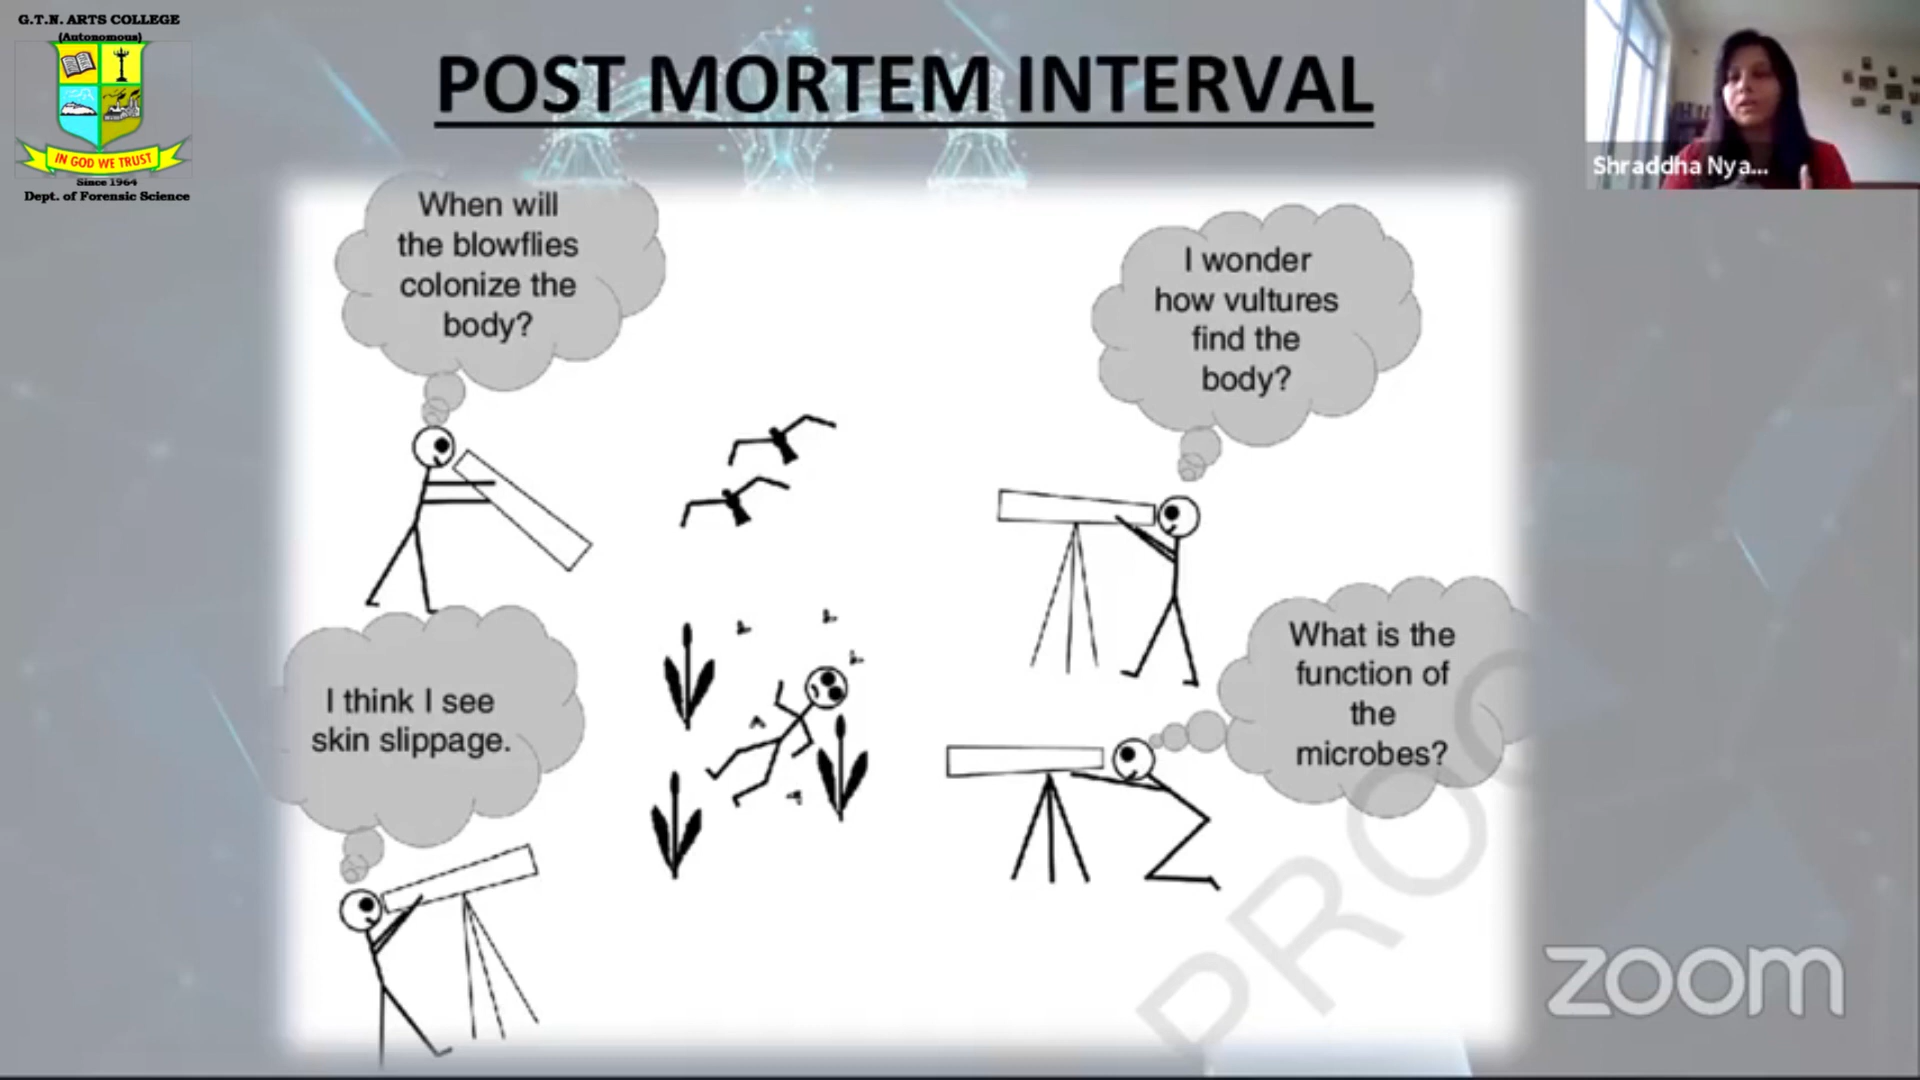 G.T.N. ARTS COLLEGE
(Autonomous)
IN GOD WE TRUST
Since 1964
Dept. of Forensic Science
POST MORTEM INTERVAL
Shraddha Nya...
When will
the blowflies
colonize the
body?
I wonder
how vultures
find the
body?
I think I see
skin slippage.
What is the
function of
the
microbes?
PROO
zoom